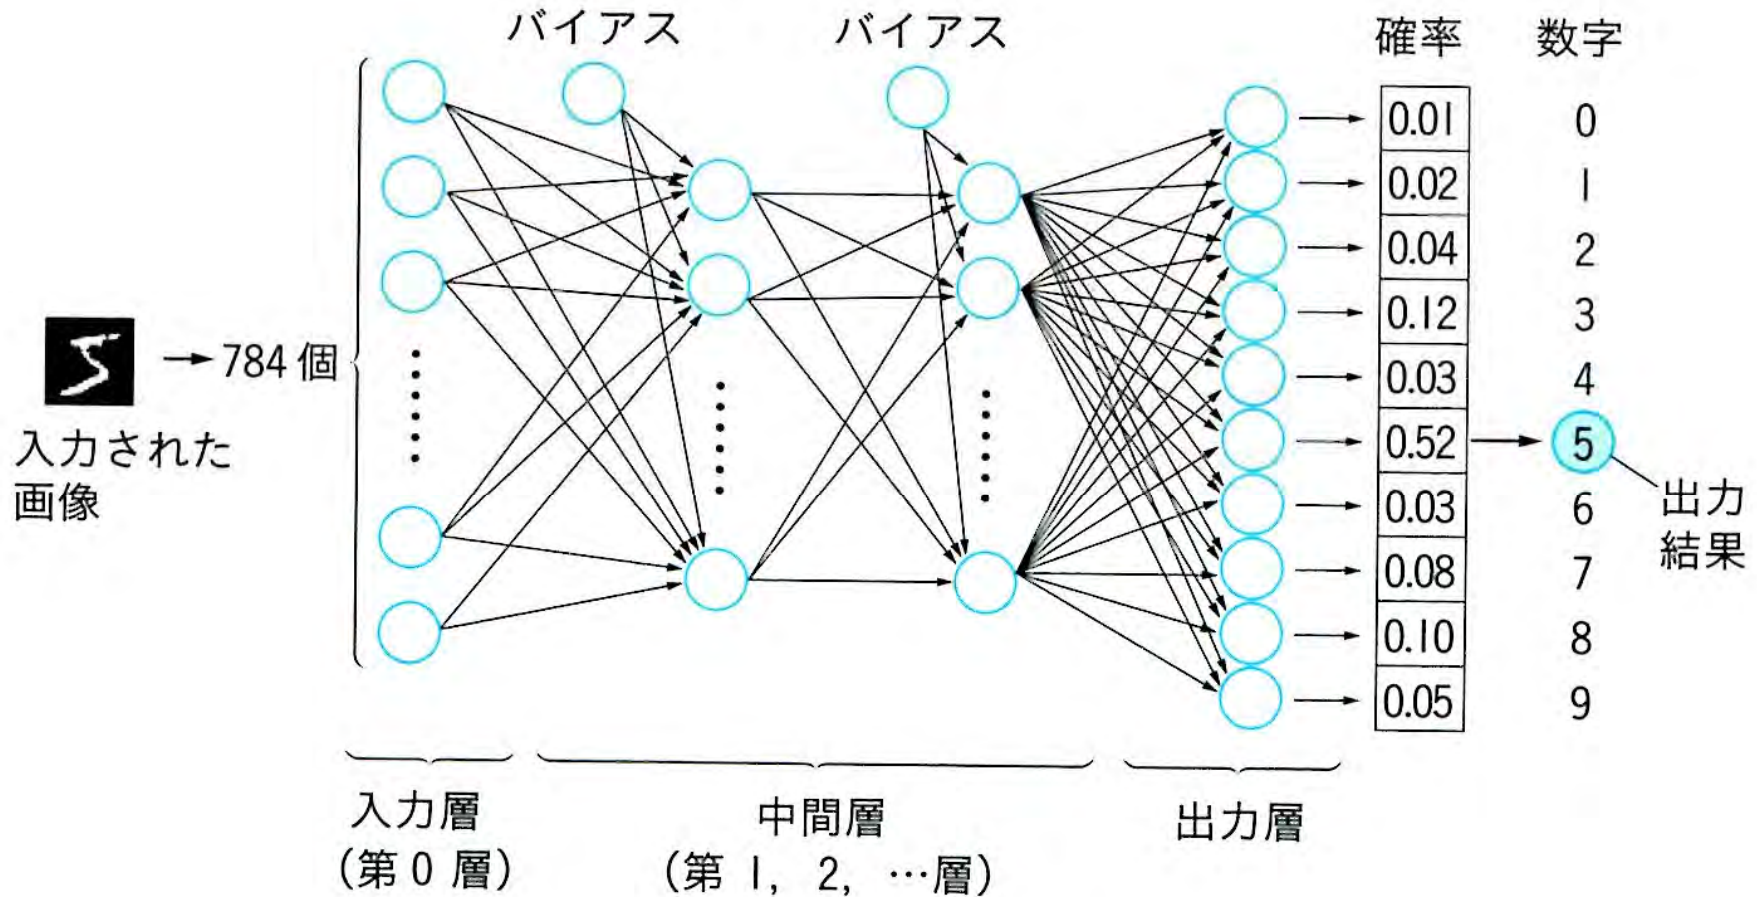 バイアス
バイアス
確率
数字
0.01
0
0.02
1
0.04
2
0.12
3
0.03
4
0.52
5
0.03
6
0.08
7
0.10
8
0.05
9
784個
入力された
画像
出力
結果
入力層
(第0層)
中間層
(第1, 2, …層)
出力層